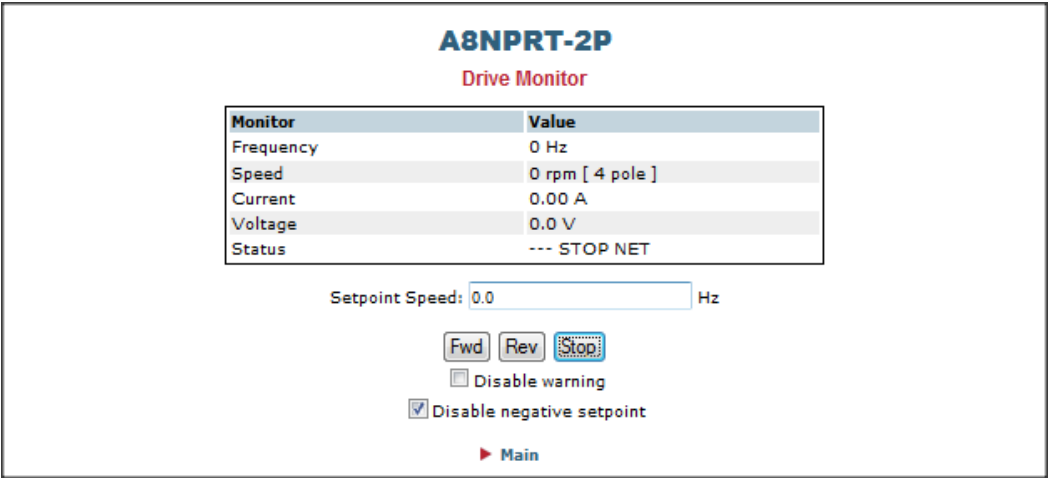 A8NPRT-2P
Drive Monitor
Monitor Value
Frequency 0 Hz
Speed 0 rpm [ 4 pole ]
Current 0.00 A
Voltage 0.0 V
Status --- STOP NET
Setpoint Speed: 0.0 Hz
Fwd Rev Stop
Disable warning
Disable negative setpoint
Main